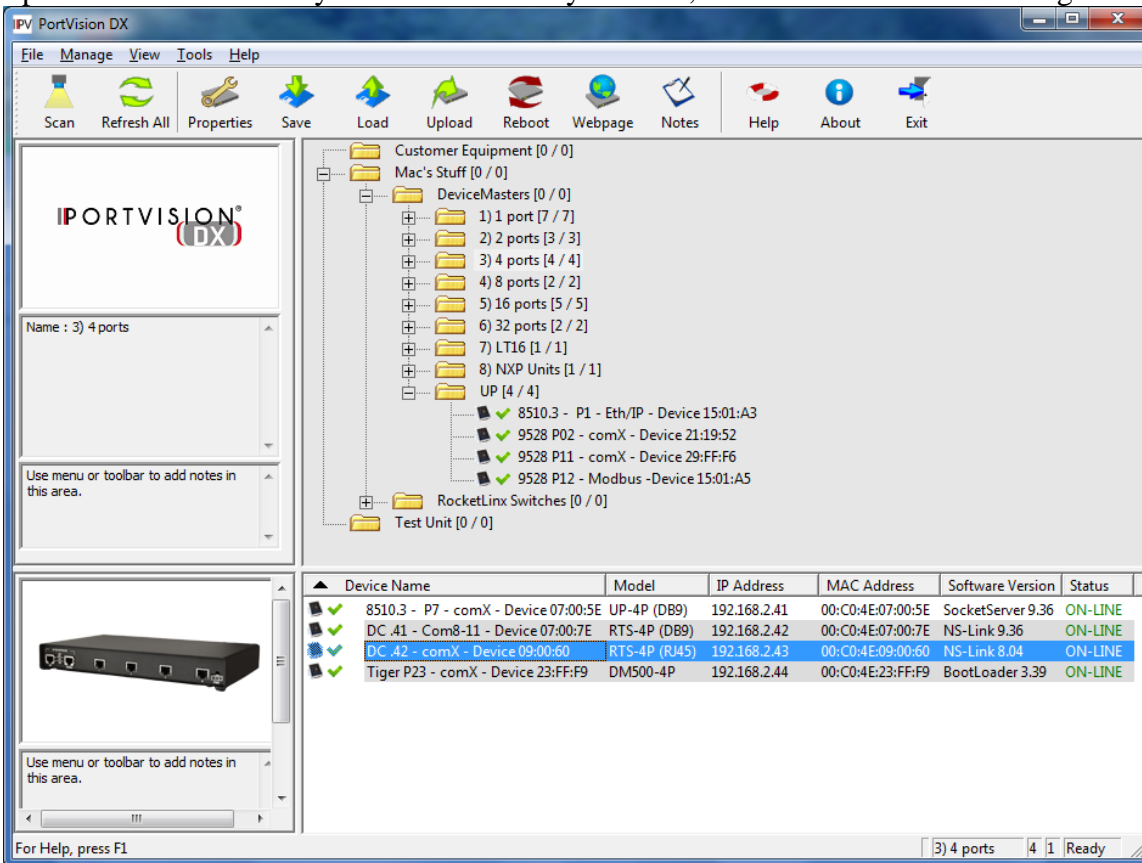 PortVision DX
File Manage View Tools Help
Scan Refresh All Properties Save Load Upload Reboot Webpage Notes Help About Exit
PORTVISION®
DX
Name : 3) 4 ports
Use menu or toolbar to add notes in
this area.
Customer Equipment [0 / 0]
Mac's Stuff [0 / 0]
DeviceMasters [0 / 0]
1) 1 port [7 / 7]
2) 2 ports [3 / 3]
3) 4 ports [4 / 4]
4) 8 ports [2 / 2]
5) 16 ports [5 / 5]
6) 32 ports [2 / 2]
7) LT16 [1 / 1]
8) NXP Units [1 / 1]
UP [4 / 4]
8510.3 - P1 - Eth/IP - Device 15:01:A3
9528 P02 - comX - Device 21:19:52
9528 P11 - comX - Device 29:FF:F6
9528 P12 - Modbus -Device 15:01:A5
RocketLinx Switches [0 / 0]
Test Unit [0 / 0]
Use menu or toolbar to add notes in
this area.
Device Name Model IP Address MAC Address Software Version Status
8510.3 - P7 - comX - Device 07:00:5E UP-4P (DB9) 192.168.2.41 00:C0:4E:07:00:5E SocketServer 9.36 ON-LINE
DC .41 - Com8-11 - Device 07:00:7E RTS-4P (DB9) 192.168.2.42 00:C0:4E:07:00:7E NS-Link 9.36 ON-LINE
DC .42 - comX - Device 09:00:60 RTS-4P (RJ45) 192.168.2.43 00:C0:4E:09:00:60 NS-Link 8.04 ON-LINE
Tiger P23 - comX - Device 23:FF:F9 DM500-4P 192.168.2.44 00:C0:4E:23:FF:F9 BootLoader 3.39 ON-LINE
For Help, press F1
3) 4 ports 4 1 Ready